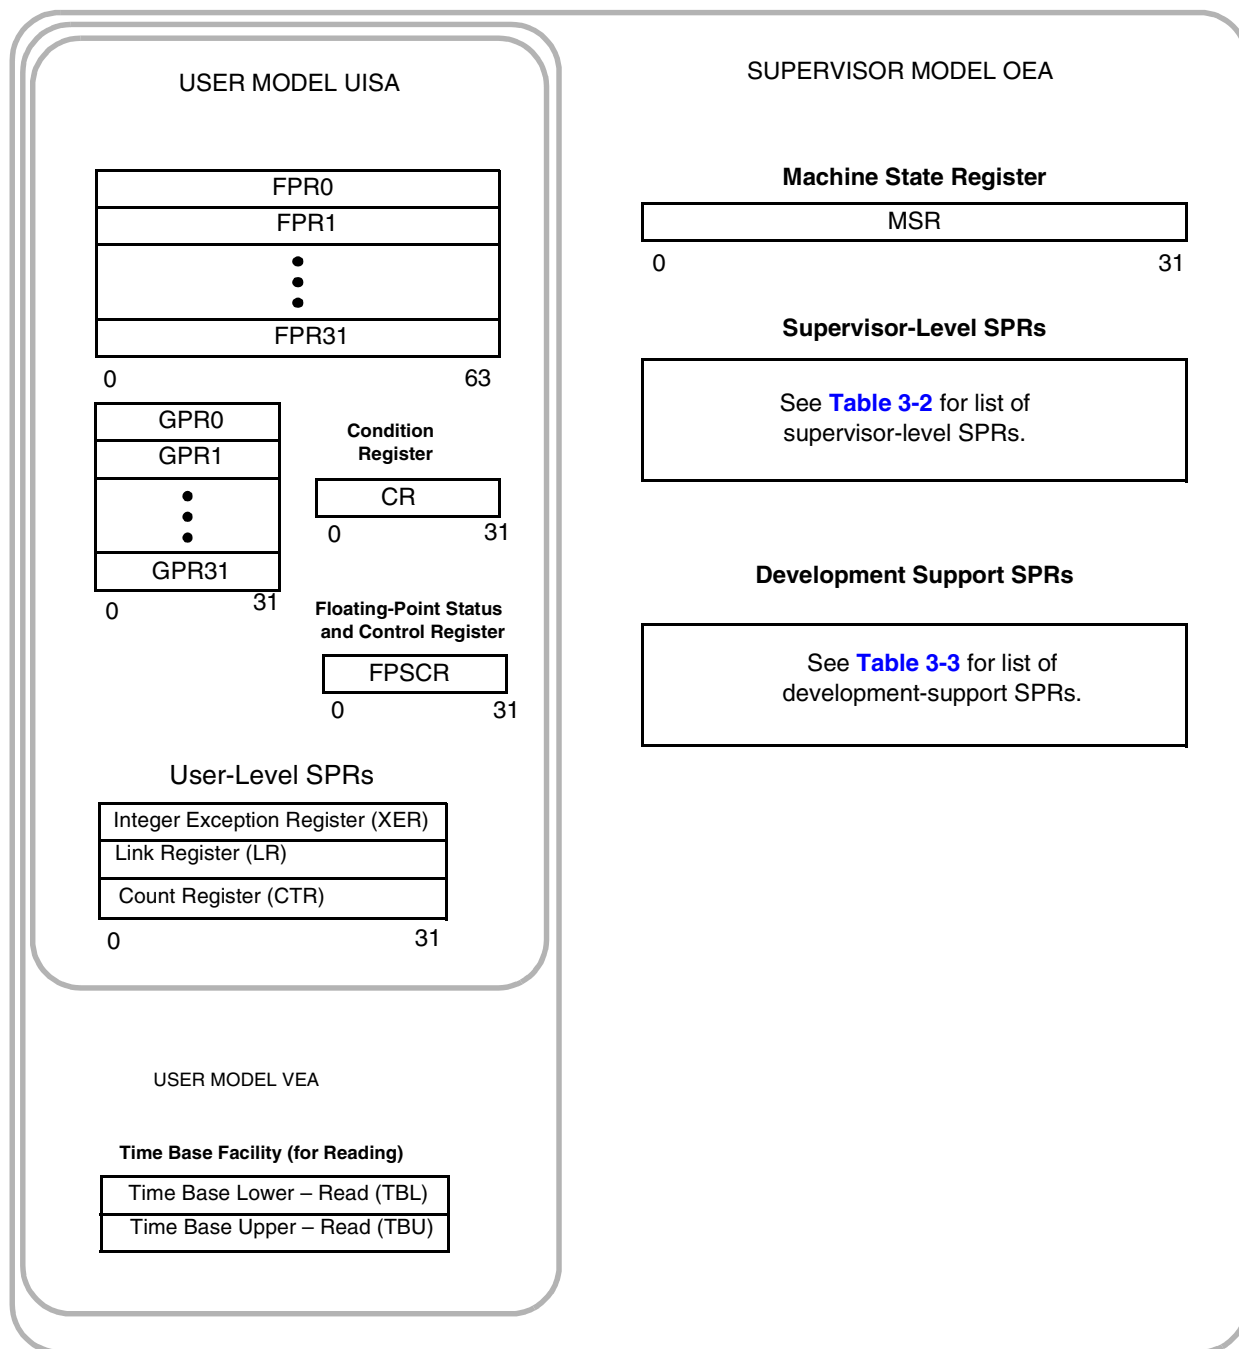 USER MODEL UISA
FPR0
FPR1
FPR31
0 63
GPR0
GPR1
GPR31
0 31
Condition
Register
CR
0 31
Floating-Point Status
and Control Register
FPSCR
0 31
User-Level SPRs
Integer Exception Register (XER)
Link Register (LR)
Count Register (CTR)
0 31
USER MODEL VEA
Time Base Facility (for Reading)
Time Base Lower – Read (TBL)
Time Base Upper – Read (TBU)
SUPERVISOR MODEL OEA
Machine State Register
MSR
0 31
Supervisor-Level SPRs
See Table 3-2 for list of
supervisor-level SPRs.
Development Support SPRs
See Table 3-3 for list of
development-support SPRs.